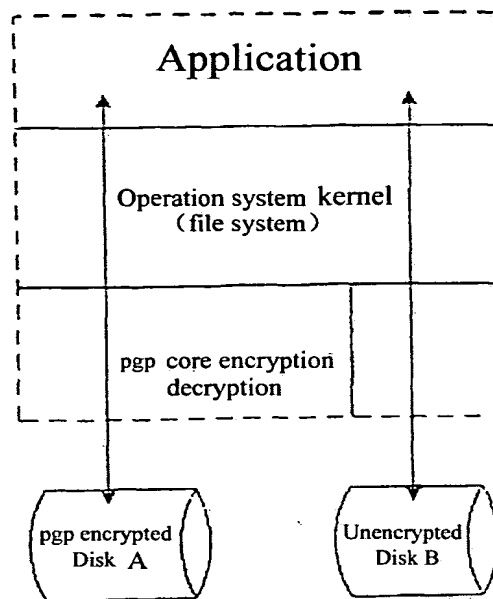 Application
Operation system kernel
(file system)
pgp core encryption
decryption
pgp encrypted
Disk A
Unencrypted
Disk B